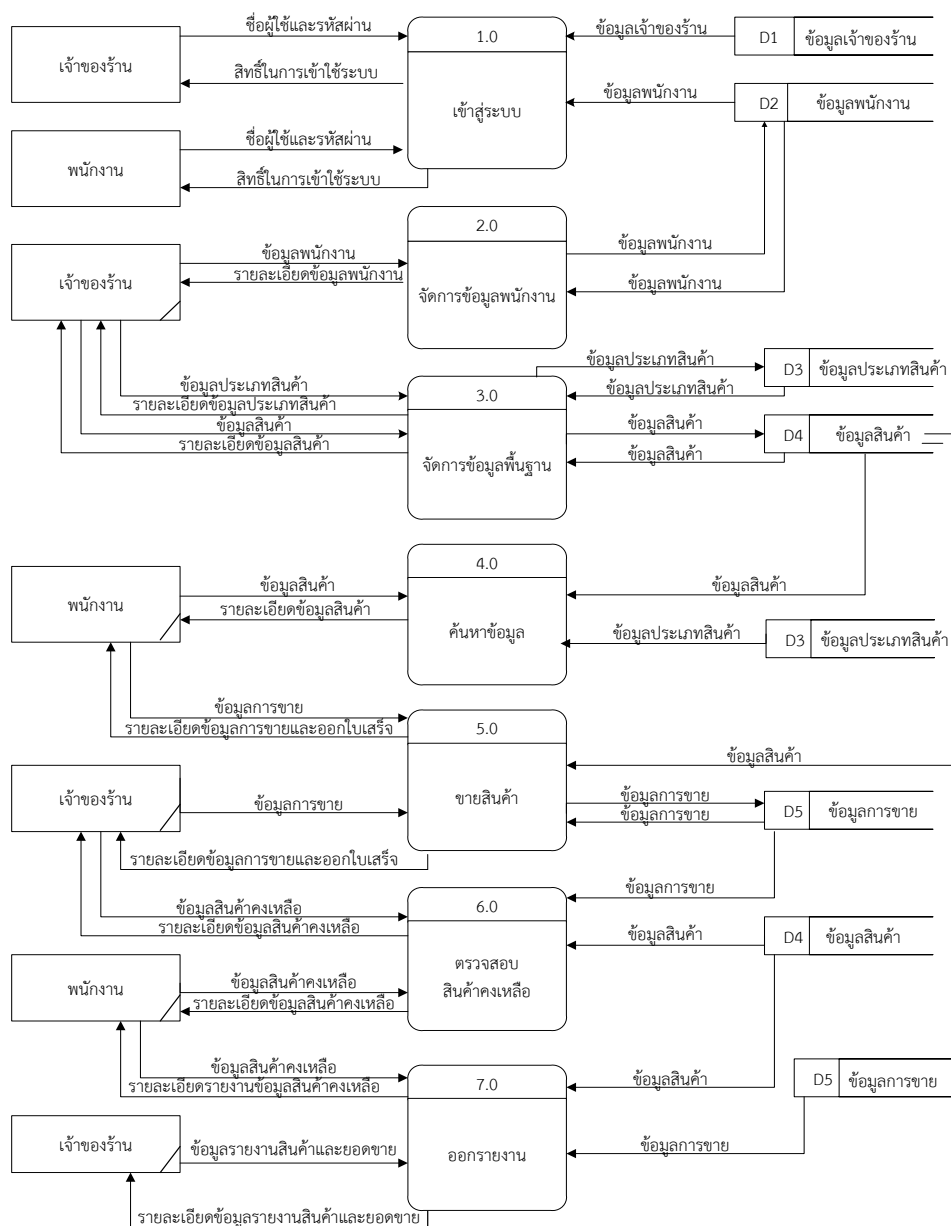 ชื่อผู้ใช้และรหัสผ่าน
1.0
ข้อมูลเจ้าของร้าน
D1
ข้อมูลเจ้าของร้าน
เจ้าของร้าน
สิทธิ์ในการเข้าใช้ระบบ
เข้าสู่ระบบ
ข้อมูลพนักงาน
D2
ข้อมูลพนักงาน
ชื่อผู้ใช้และรหัสผ่าน
พนักงาน
สิทธิ์ในการเข้าใช้ระบบ
2.0
ข้อมูลพนักงาน
ข้อมูลพนักงาน
รายละเอียดข้อมูลพนักงาน
เจ้าของร้าน
จัดการข้อมูลพนักงาน
ข้อมูลพนักงาน
ข้อมูลประเภทสินค้า
D3
ข้อมูลประเภทสินค้า
ข้อมูลประเภทสินค้า
ข้อมูลประเภทสินค้า
รายละเอียดข้อมูลประเภทสินค้า
3.0
ข้อมูลสินค้า
ข้อมูลสินค้า
D4
ข้อมูลสินค้า
รายละเอียดข้อมูลสินค้า
ข้อมูลสินค้า
จัดการข้อมูลพื้นฐาน
4.0
ข้อมูลสินค้า
ข้อมูลสินค้า
พนักงาน
รายละเอียดข้อมูลสินค้า
ค้นหาข้อมูล
ข้อมูลประเภทสินค้า
D3
ข้อมูลประเภทสินค้า
ข้อมูลการขาย
รายละเอียดข้อมูลการขายและออกใบเสร็จ
5.0
ข้อมูลสินค้า
เจ้าของร้าน
ข้อมูลการขาย
ขายสินค้า
ข้อมูลการขาย
ข้อมูลการขาย
D5
ข้อมูลการขาย
รายละเอียดข้อมูลการขายและออกใบเสร็จ
ข้อมูลการขาย
ข้อมูลสินค้าคงเหลือ
6.0
รายละเอียดข้อมูลสินค้าคงเหลือ
ข้อมูลสินค้า
D4
ข้อมูลสินค้า
ตรวจสอบ
สินค้าคงเหลือ
พนักงาน
ข้อมูลสินค้าคงเหลือ
รายละเอียดข้อมูลสินค้าคงเหลือ
ข้อมูลสินค้าคงเหลือ
รายละเอียดรายงานข้อมูลสินค้าคงเหลือ
7.0
ข้อมูลสินค้า
D5
ข้อมูลการขาย
เจ้าของร้าน
ข้อมูลรายงานสินค้าและยอดขาย
ออกรายงาน
ข้อมูลการขาย
รายละเอียดข้อมูลรายงานสินค้าและยอดขาย